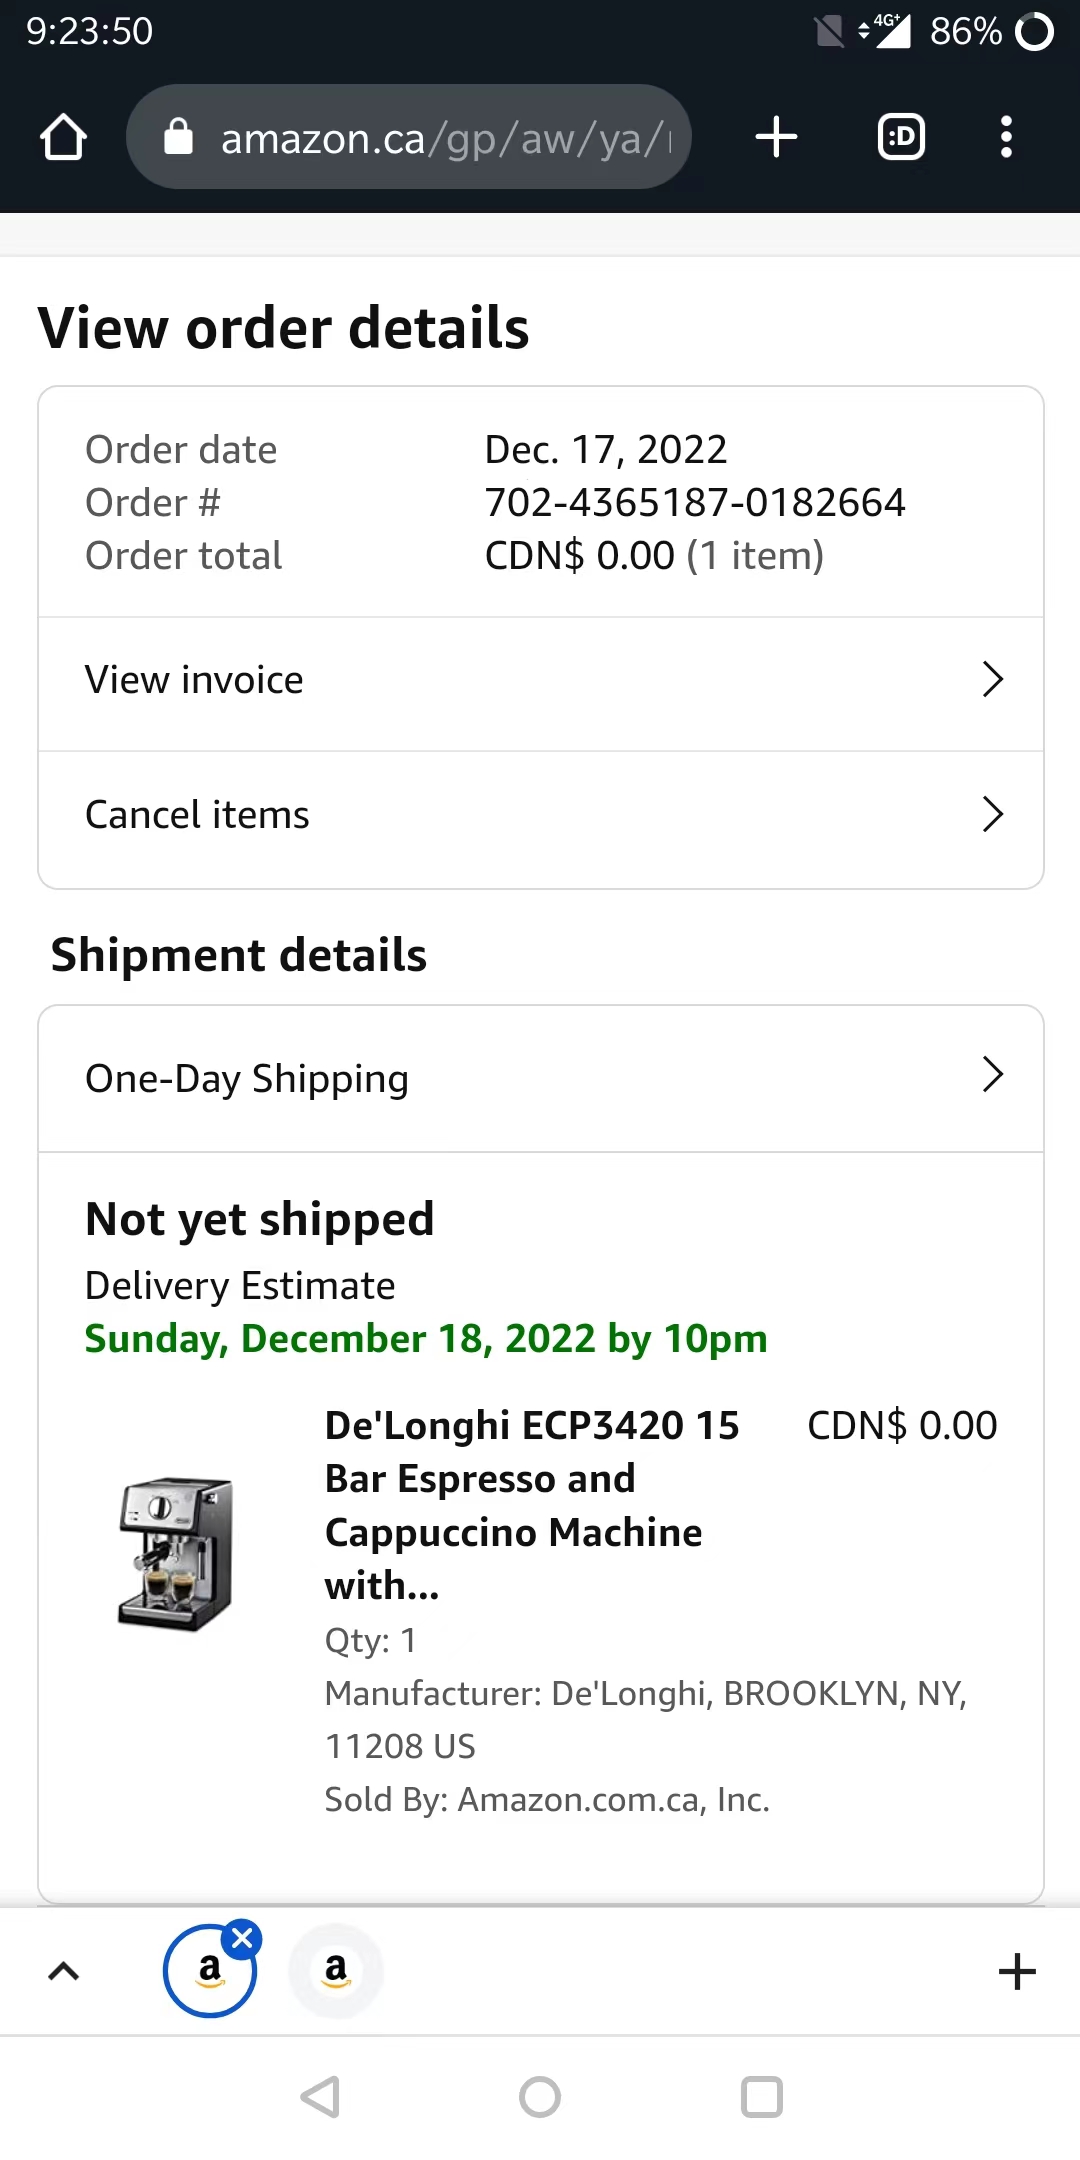 9:23:50
4G+ 86%
amazon.ca/gp/aw/ya/
:D
View order details
Order date Dec. 17, 2022
Order # 702-4365187-0182664
Order total CDN$ 0.00 (1 item)
View invoice
Cancel items
Shipment details
One-Day Shipping
Not yet shipped
Delivery Estimate
Sunday, December 18, 2022 by 10pm
De'Longhi ECP3420 15 CDN$ 0.00
Bar Espresso and
Cappuccino Machine
with...
Qty: 1
Manufacturer: De'Longhi, BROOKLYN, NY,
11208 US
Sold By: Amazon.com.ca, Inc.
a a